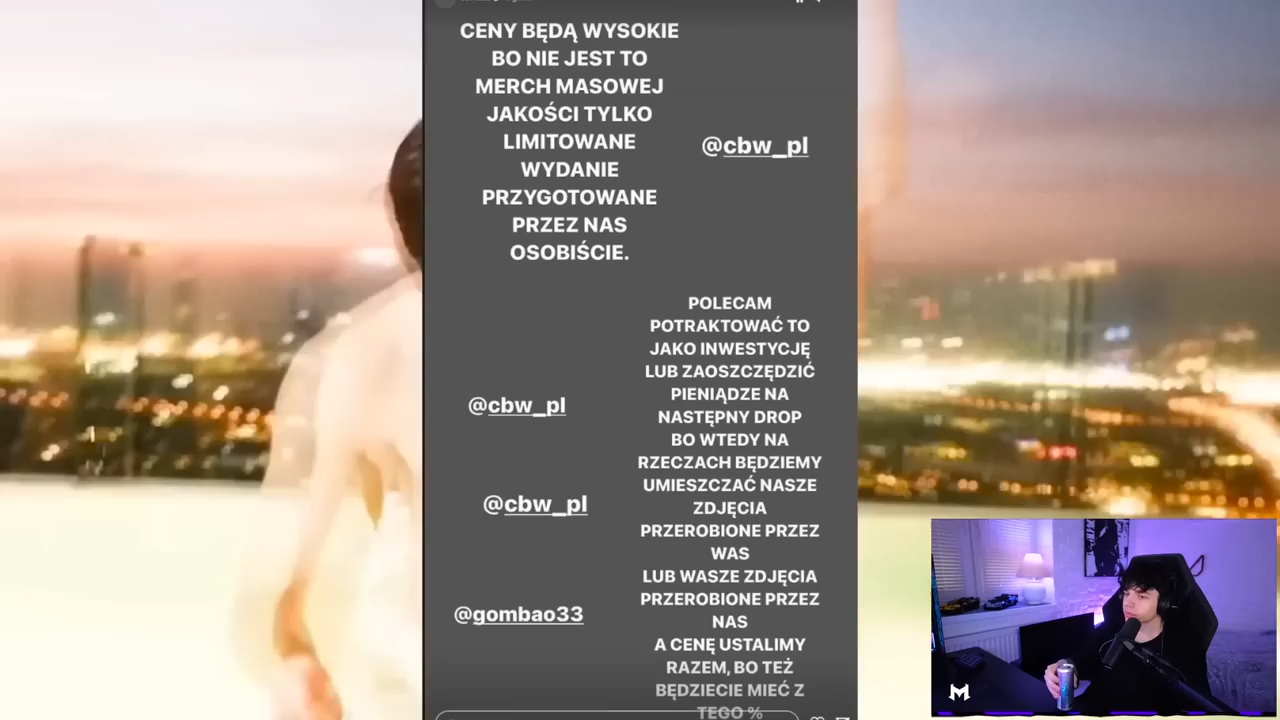 CENY BĘDĄ WYSOKIE
BO NIE JEST TO
MERCH MASOWEJ
JAKOŚCI TYLKO
LIMITOWANE
WYDANIE
PRZYGOTOWANE
PRZEZ NAS
OSOBIŚCIE.
@cbw_pl
POLECAM
POTRAKTOWAĆ TO
JAKO INWESTYCJĘ
LUB ZAOSZCZĘDZIĆ
PIENIĄDZE NA
NASTĘPNY DROP
BO WTEDY NA
RZECZACH BĘDZIEMY
UMIESZCZAĆ NASZE
ZDJĘCIA
PRZEROBIONE PRZEZ
WAS
LUB WASZE ZDJĘCIA
PRZEROBIONE PRZEZ
NAS
A CENĘ USTALIMY
RAZEM, BO TEŻ
BĘDZIECIE MIEĆ Z
TEGO %
@cbw_pl
@cbw_pl
@gombao33